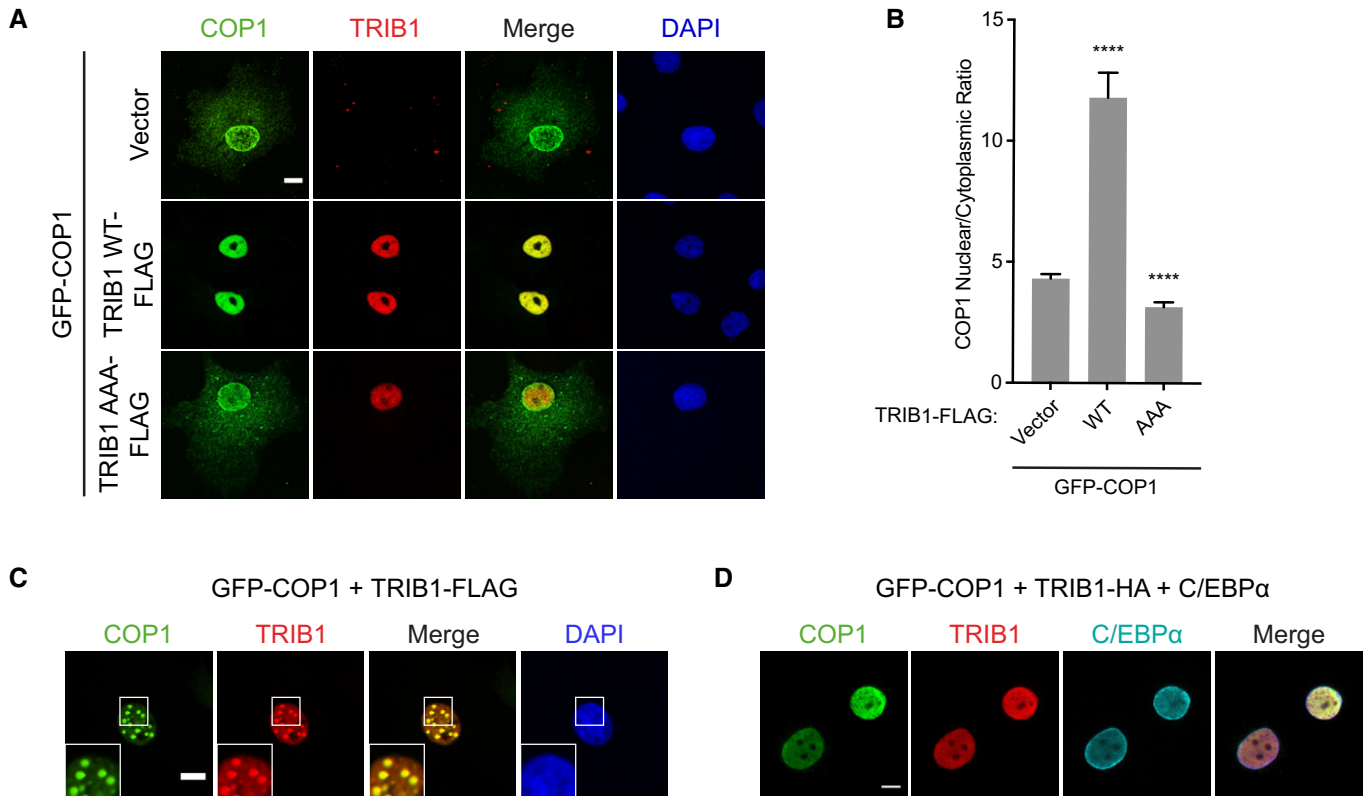 A
COP1 TRIB1 Merge DAPI
GFP-COP1
Vector
TRIB1 WT-
FLAG
TRIB1 AAA-
FLAG
B
COP1 Nuclear/Cytoplasmic Ratio
15
10
5
0
****
****
TRIB1-FLAG: Vector WT AAA
GFP-COP1
C
GFP-COP1 + TRIB1-FLAG
COP1 TRIB1 Merge DAPI
D
GFP-COP1 + TRIB1-HA + C/EBPα
COP1 TRIB1 C/EBPα Merge